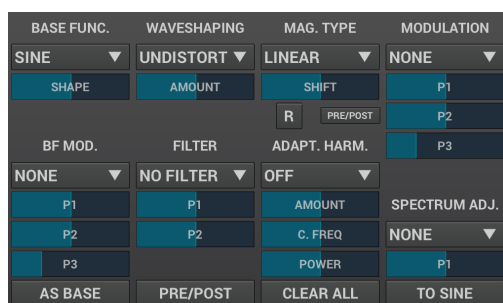 BASE FUNC. WAVESHAPING MAG. TYPE MODULATION
SINE UNDISTORT LINEAR NONE
SHAPE AMOUNT SHIFT P1
R PRE/POST P2
BF MOD. FILTER ADAPT. HARM. P3
NONE NO FILTER OFF
P1 P1 AMOUNT SPECTRUM ADJ.
P2 P2 C. FREQ NONE
P3 POWER P1
AS BASE PRE/POST CLEAR ALL TO SINE